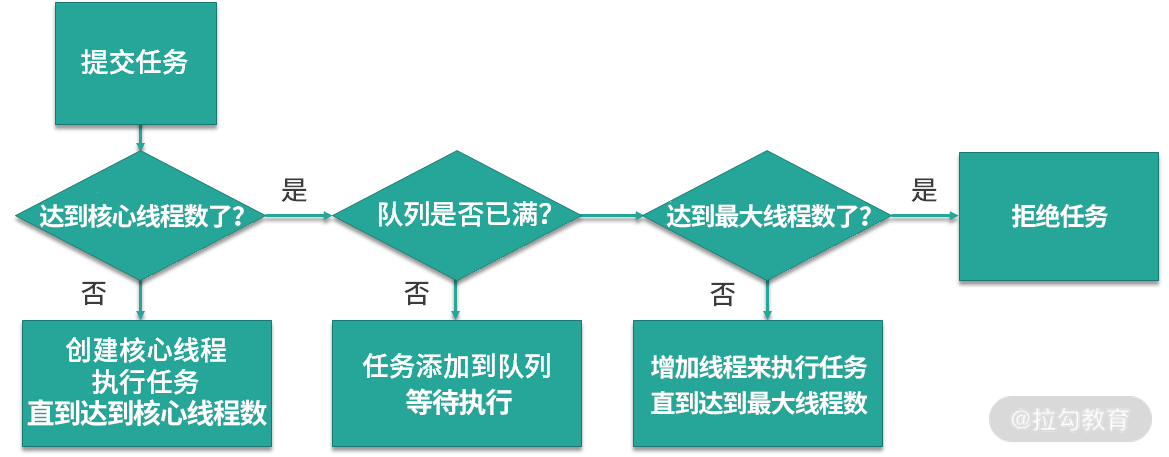 提交任务
达到核心线程数了？
是
队列是否已满？
达到最大线程数了？
是
拒绝任务
否
创建核心线程
执行任务
直到达到核心线程数
否
任务添加到队列
等待执行
否
增加线程来执行任务
直到达到最大线程数
@拉勾教育